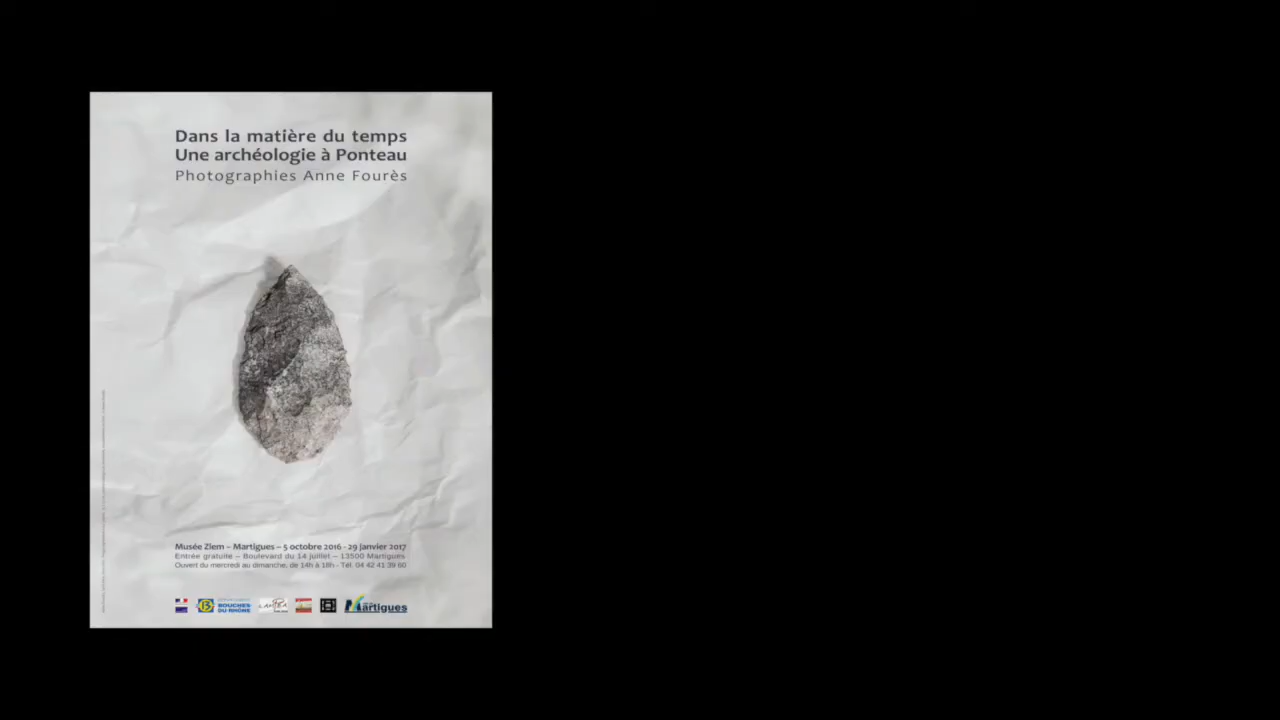 Dans la matière du temps
Une archéologie à Ponteau
Photographies Anne Fourès
Musée Ziem – Martigues – 5 octobre 2016 - 29 janvier 2017
Entrée gratuite – Boulevard du 14 juillet – 13500 Martigues
Ouvert du mercredi au dimanche, de 14h à 18h - Tél. 04 42 41 39 60
BOUCHES-
DU-RHÔNE
Martigues